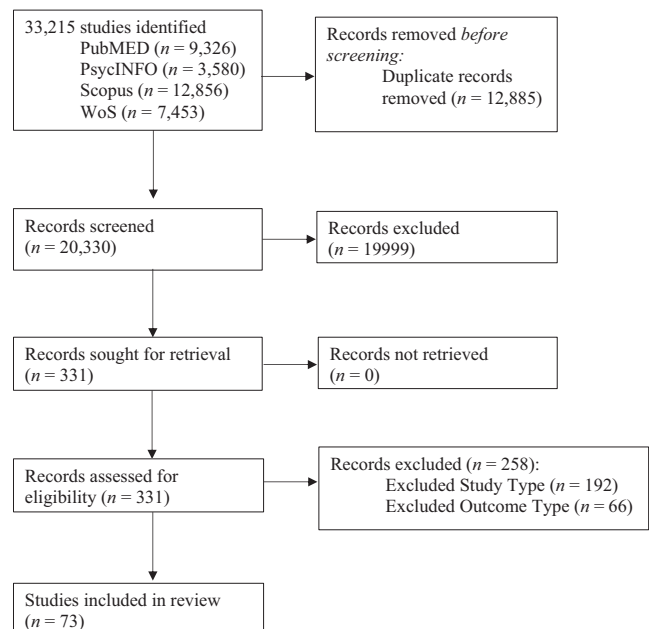 33,215 studies identified
PubMED (n = 9,326)
PsycINFO (n = 3,580)
Scopus (n = 12,856)
WoS (n = 7,453)
Records removed before
screening:
Duplicate records
removed (n = 12,885)
Records screened
(n = 20,330)
Records excluded
(n = 19999)
Records sought for retrieval
(n = 331)
Records not retrieved
(n = 0)
Records assessed for
eligibility (n = 331)
Records excluded (n = 258):
Excluded Study Type (n = 192)
Excluded Outcome Type (n = 66)
Studies included in review
(n = 73)